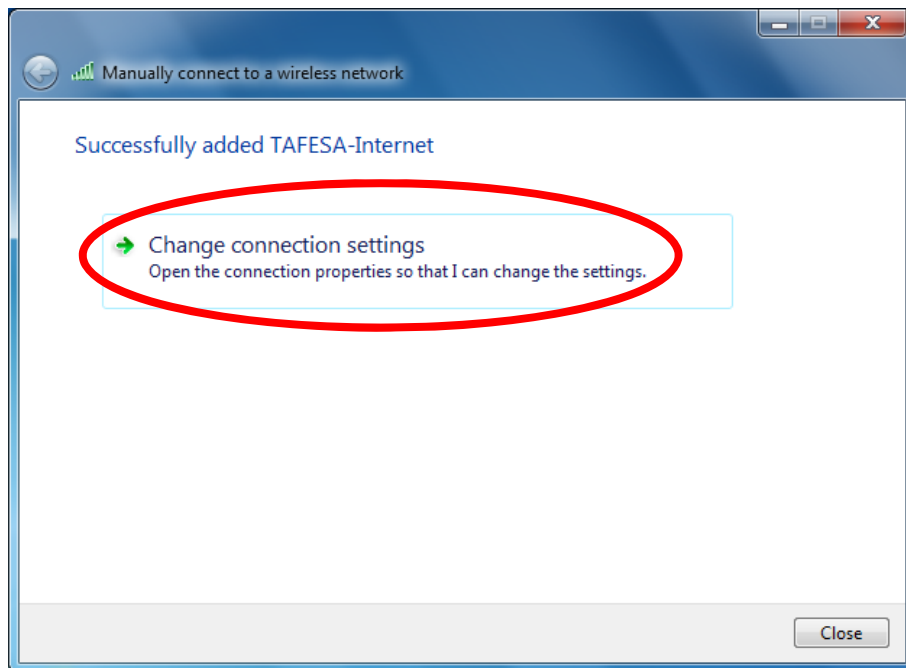 Manually connect to a wireless network
Successfully added TAFESA-Internet
Change connection settings
Open the connection properties so that I can change the settings.
Close